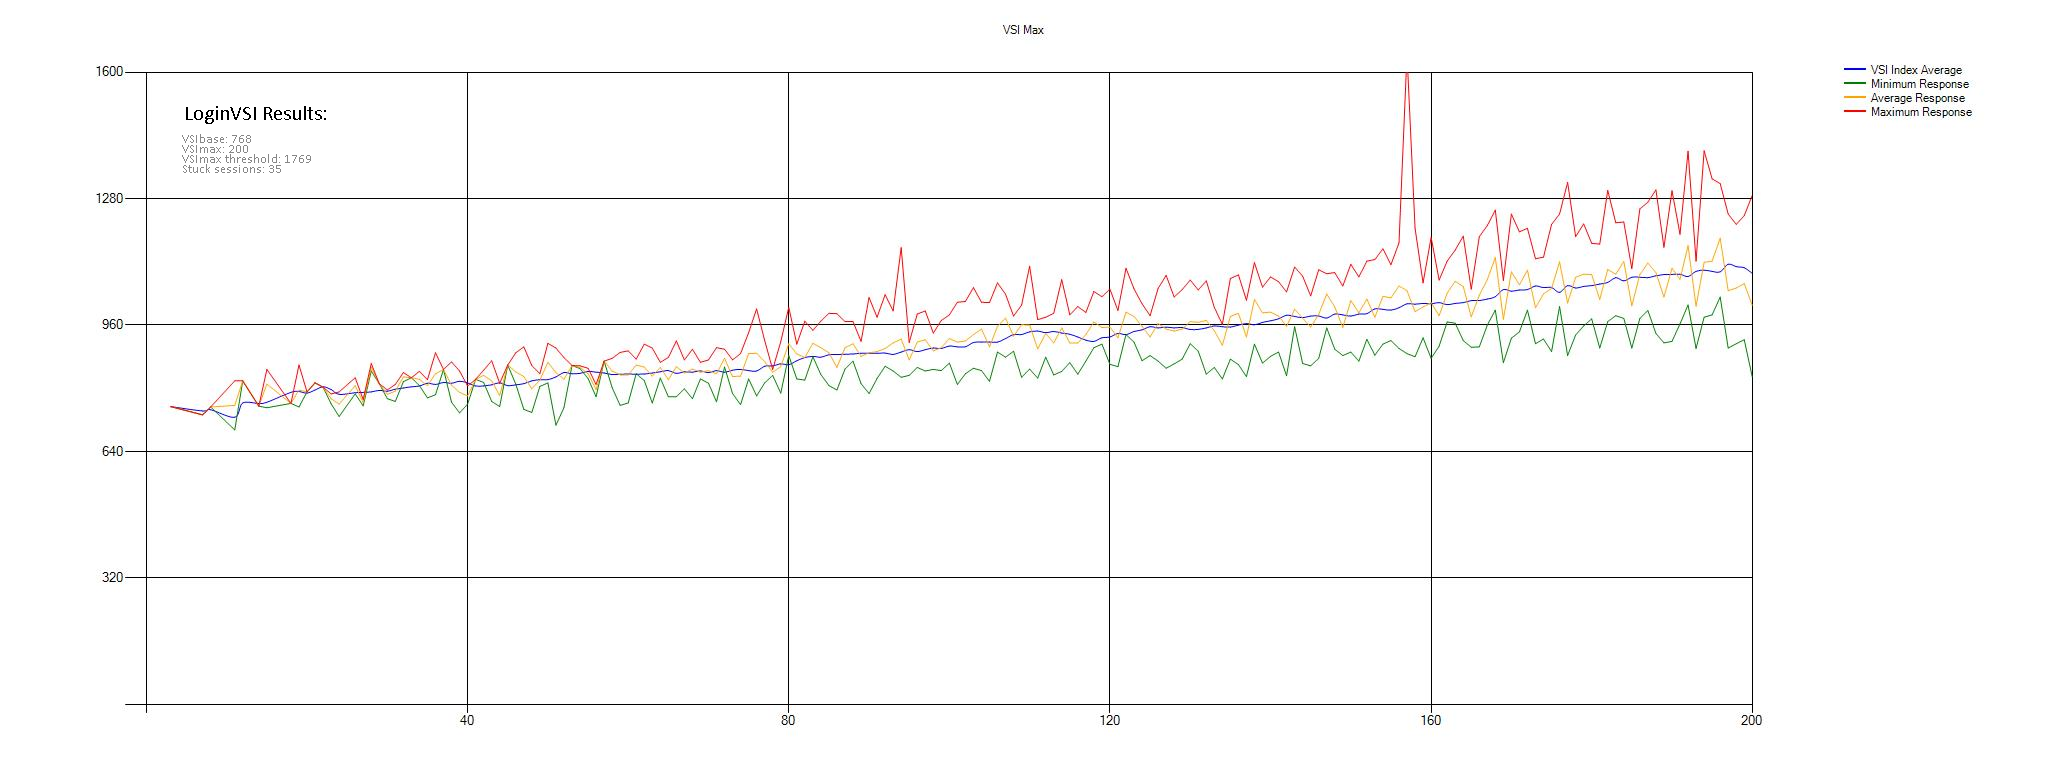 VSI Max
1600
1280
960
640
320
40
80
120
160
200
LoginVSI Results:
VSIbase: 768
VSImax: 200
VSImax threshold: 1769
Stuck sessions: 35
VSI Index Average
Minimum Response
Average Response
Maximum Response